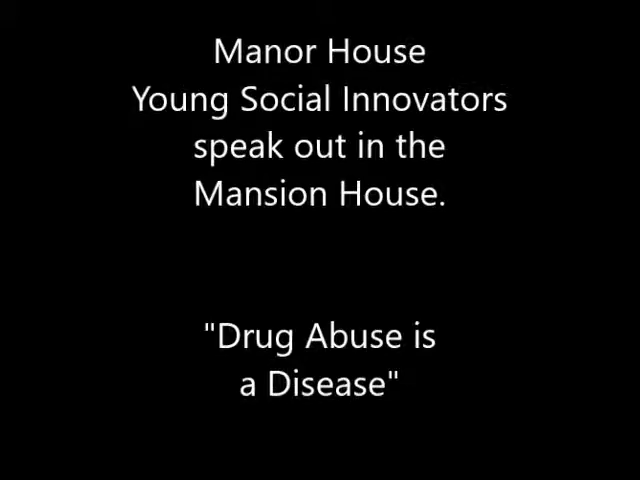 Manor House
Young Social Innovators
speak out in the
Mansion House.
"Drug Abuse is
a Disease"